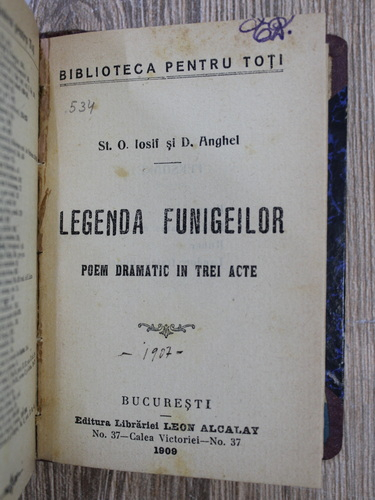 BIBLIOTECA PENTRU TOȚI
534
St. O. Iosif și D. Anghel
LEGENDA FUNIGEILOR
POEM DRAMATIC IN TREI ACTE
– 1907 –
BUCUREȘTI
Editura Librăriei LEON ALCALAY
No. 37—Calea Victoriei—No. 37
1909